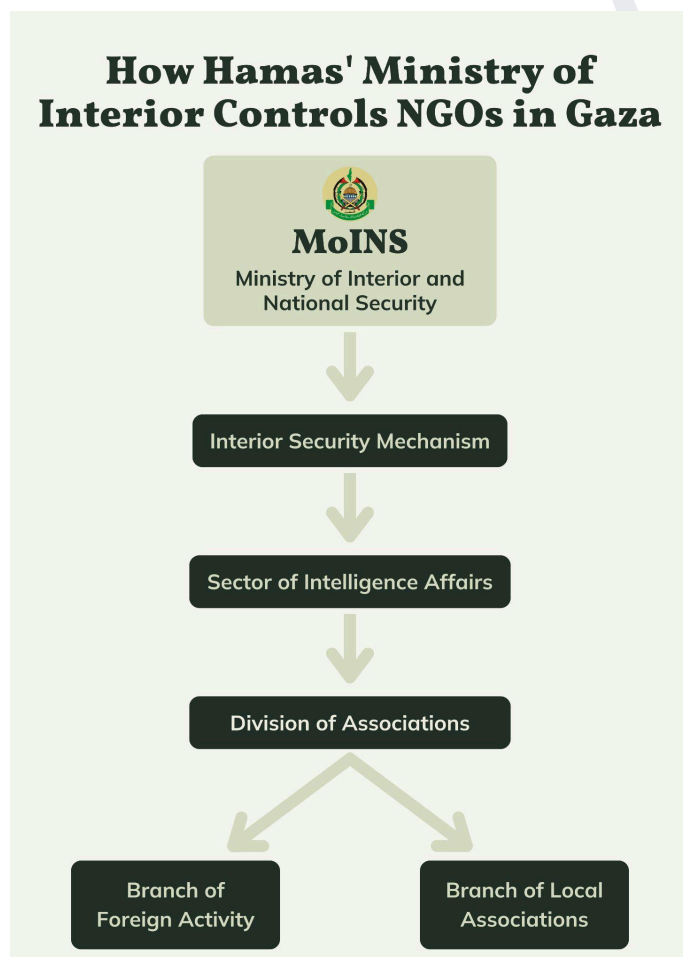 How Hamas' Ministry of
Interior Controls NGOs in Gaza
MoINS
Ministry of Interior and
National Security
Interior Security Mechanism
Sector of Intelligence Affairs
Division of Associations
Branch of
Foreign Activity
Branch of Local
Associations